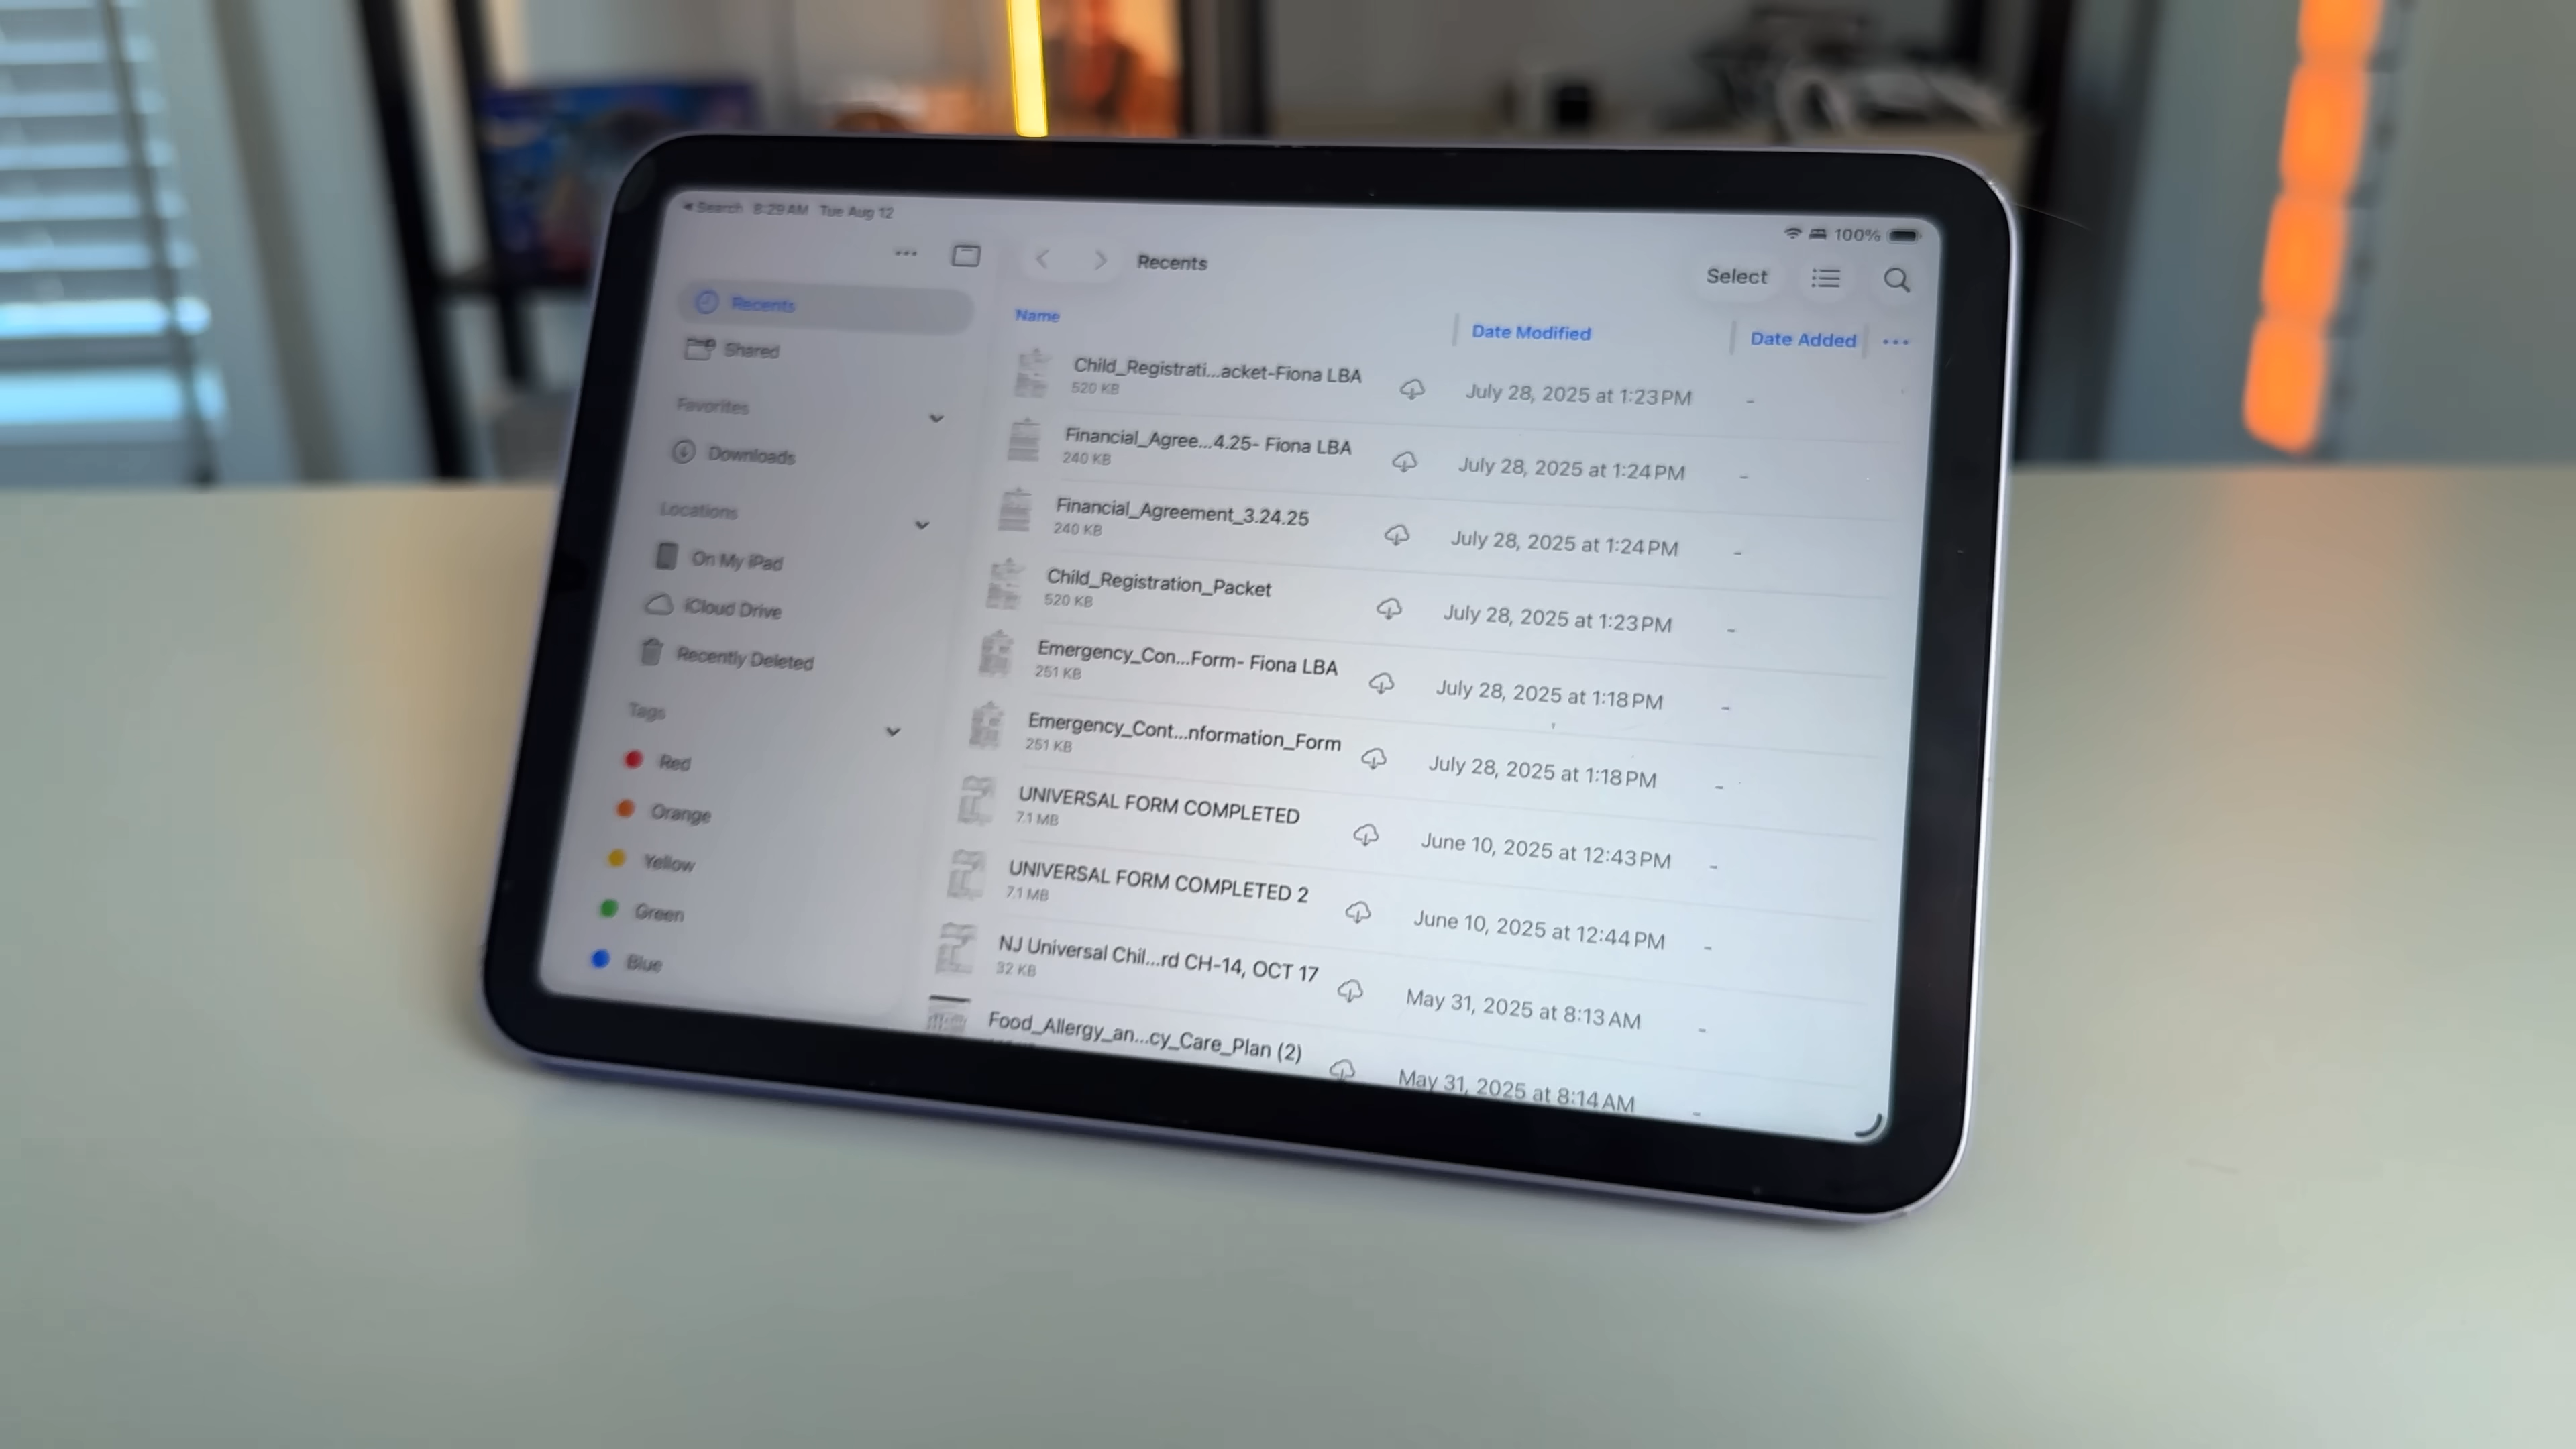 Search 8:29 AM Tue Aug 12
100%
Recents
Select
Recents
Shared
Favorites
Downloads
Locations
On My iPad
iCloud Drive
Recently Deleted
Tags
Red
Orange
Yellow
Green
Blue
Name Date Modified Date Added
Child_Registrati...acket-Fiona LBA July 28, 2025 at 1:23 PM -
520 KB
Financial_Agree...4.25- Fiona LBA July 28, 2025 at 1:24 PM -
240 KB
Financial_Agreement_3.24.25 July 28, 2025 at 1:24 PM -
240 KB
Child_Registration_Packet July 28, 2025 at 1:23 PM -
520 KB
Emergency_Con...Form- Fiona LBA July 28, 2025 at 1:18 PM -
251 KB
Emergency_Cont...nformation_Form July 28, 2025 at 1:18 PM -
251 KB
UNIVERSAL FORM COMPLETED June 10, 2025 at 12:43 PM -
7.1 MB
UNIVERSAL FORM COMPLETED 2 June 10, 2025 at 12:44 PM -
7.1 MB
NJ Universal Chil...rd CH-14, OCT 17 May 31, 2025 at 8:13 AM -
32 KB
Food_Allergy_an...cy_Care_Plan (2) May 31, 2025 at 8:14 AM -